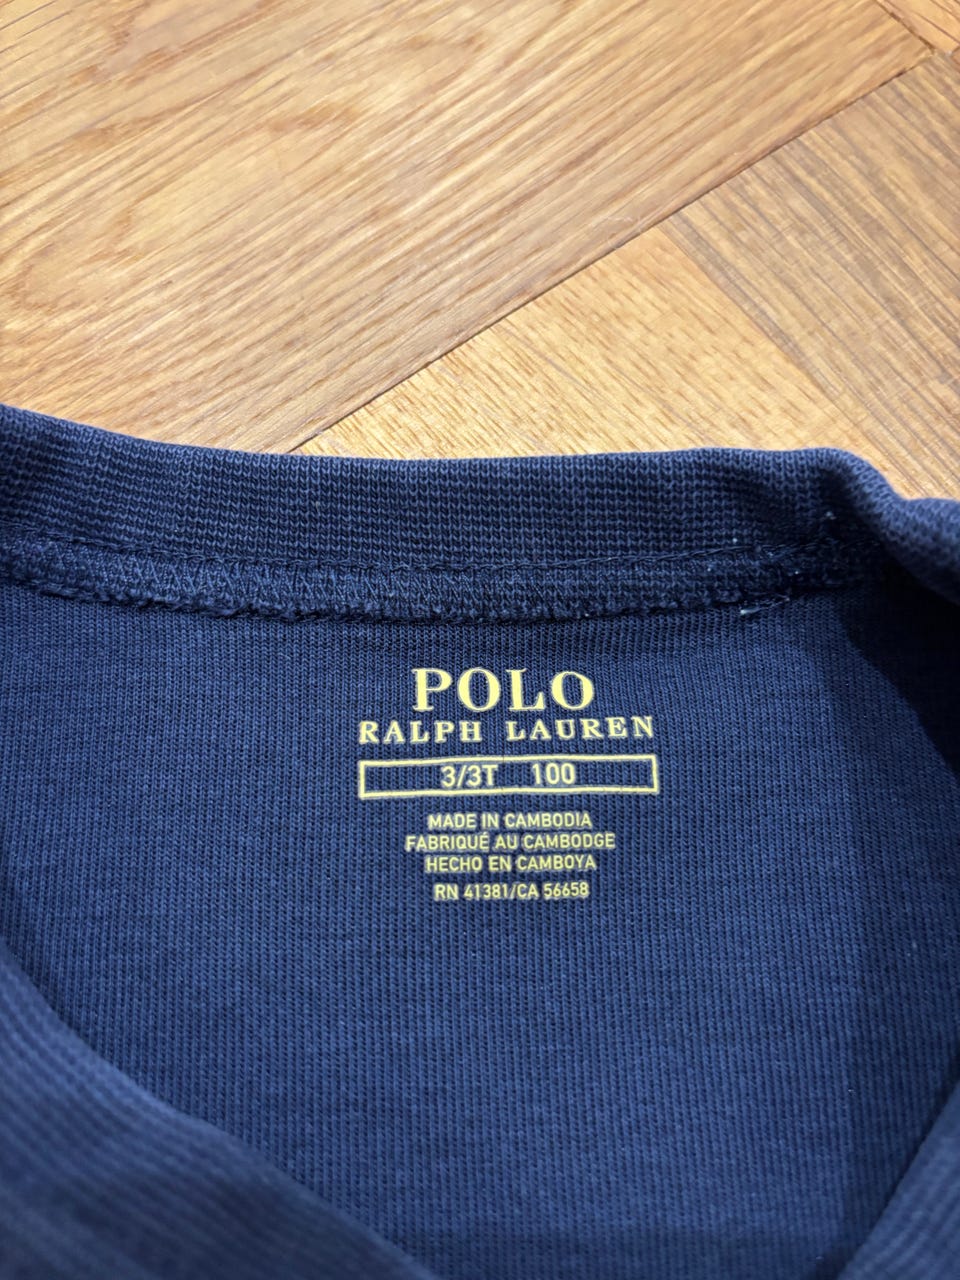 POLO
RALPH LAUREN
3/3T 100
MADE IN CAMBODIA
FABRIQUÉ AU CAMBODGE
HECHO EN CAMBOYA
RN 41381/CA 56658